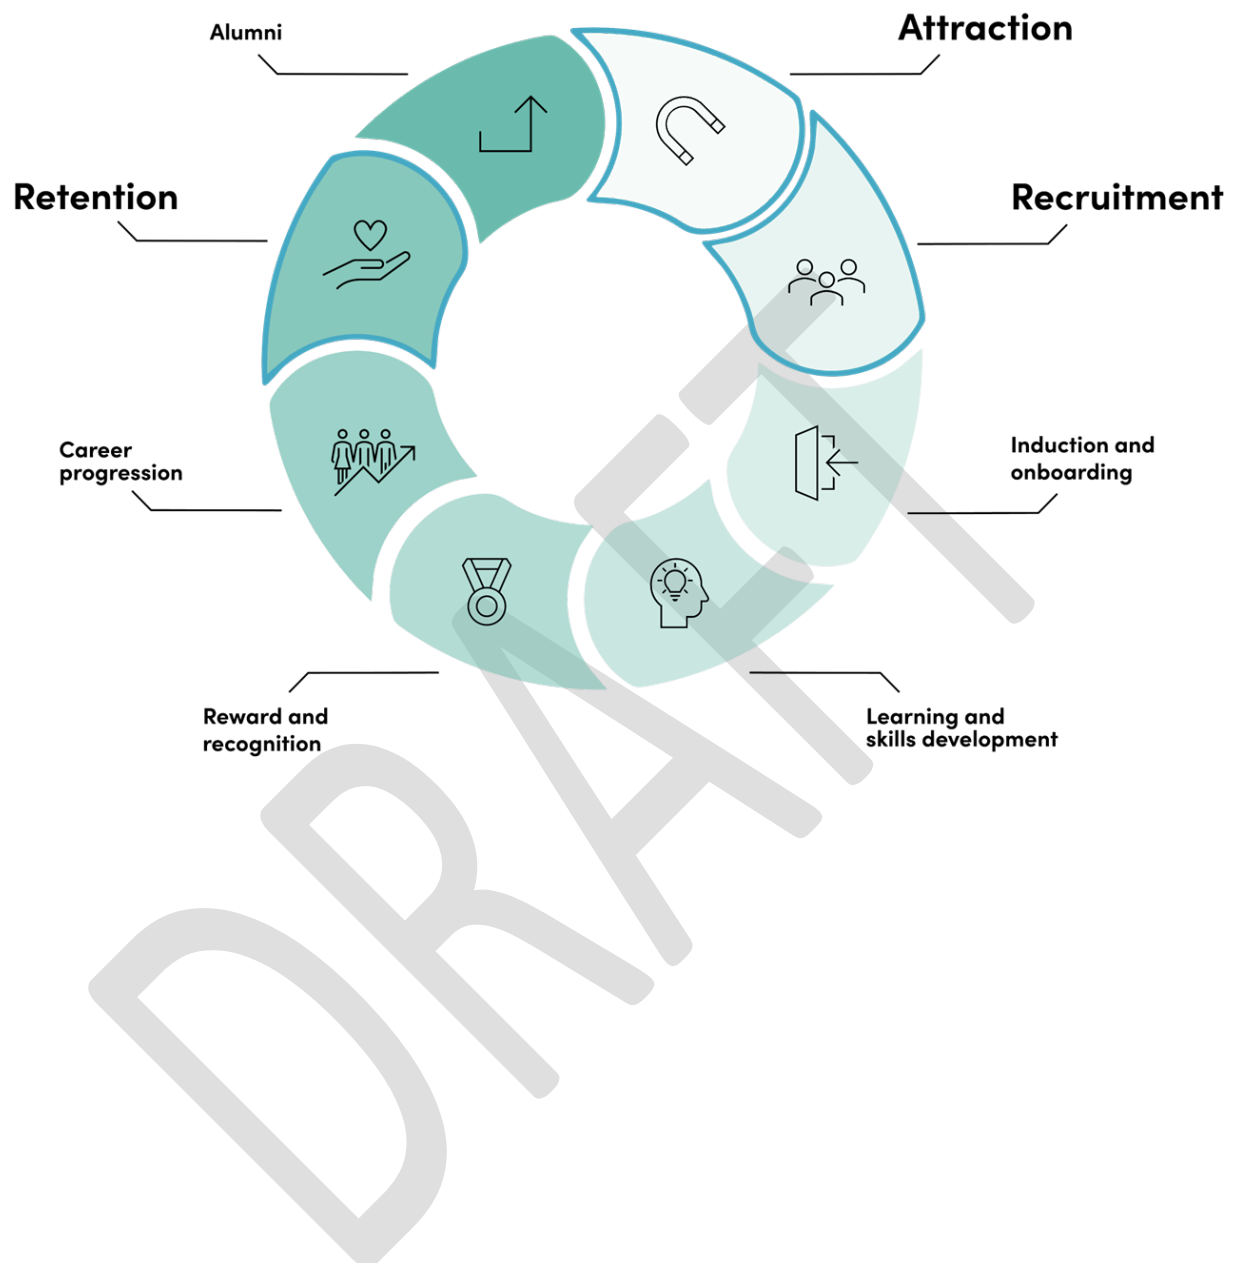 Alumni
Attraction
Retention
Recruitment
Career
progression
Induction and
onboarding
Reward and
recognition
Learning and
skills development
DRAFT